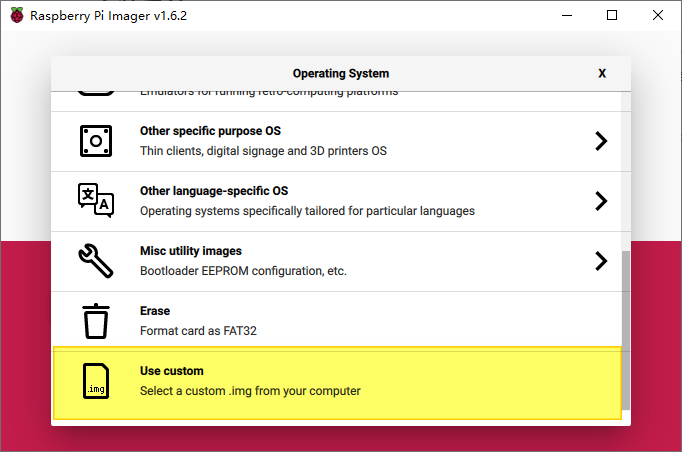 Raspberry Pi Imager v1.6.2
Operating System
X
Emulators for running retro-computing platforms
Other specific purpose OS
Thin clients, digital signage and 3D printers OS
文
A
Other language-specific OS
Operating systems specifically tailored for particular languages
Misc utility images
Bootloader EEPROM configuration, etc.
Erase
Format card as FAT32
.img
Use custom
Select a custom .img from your computer